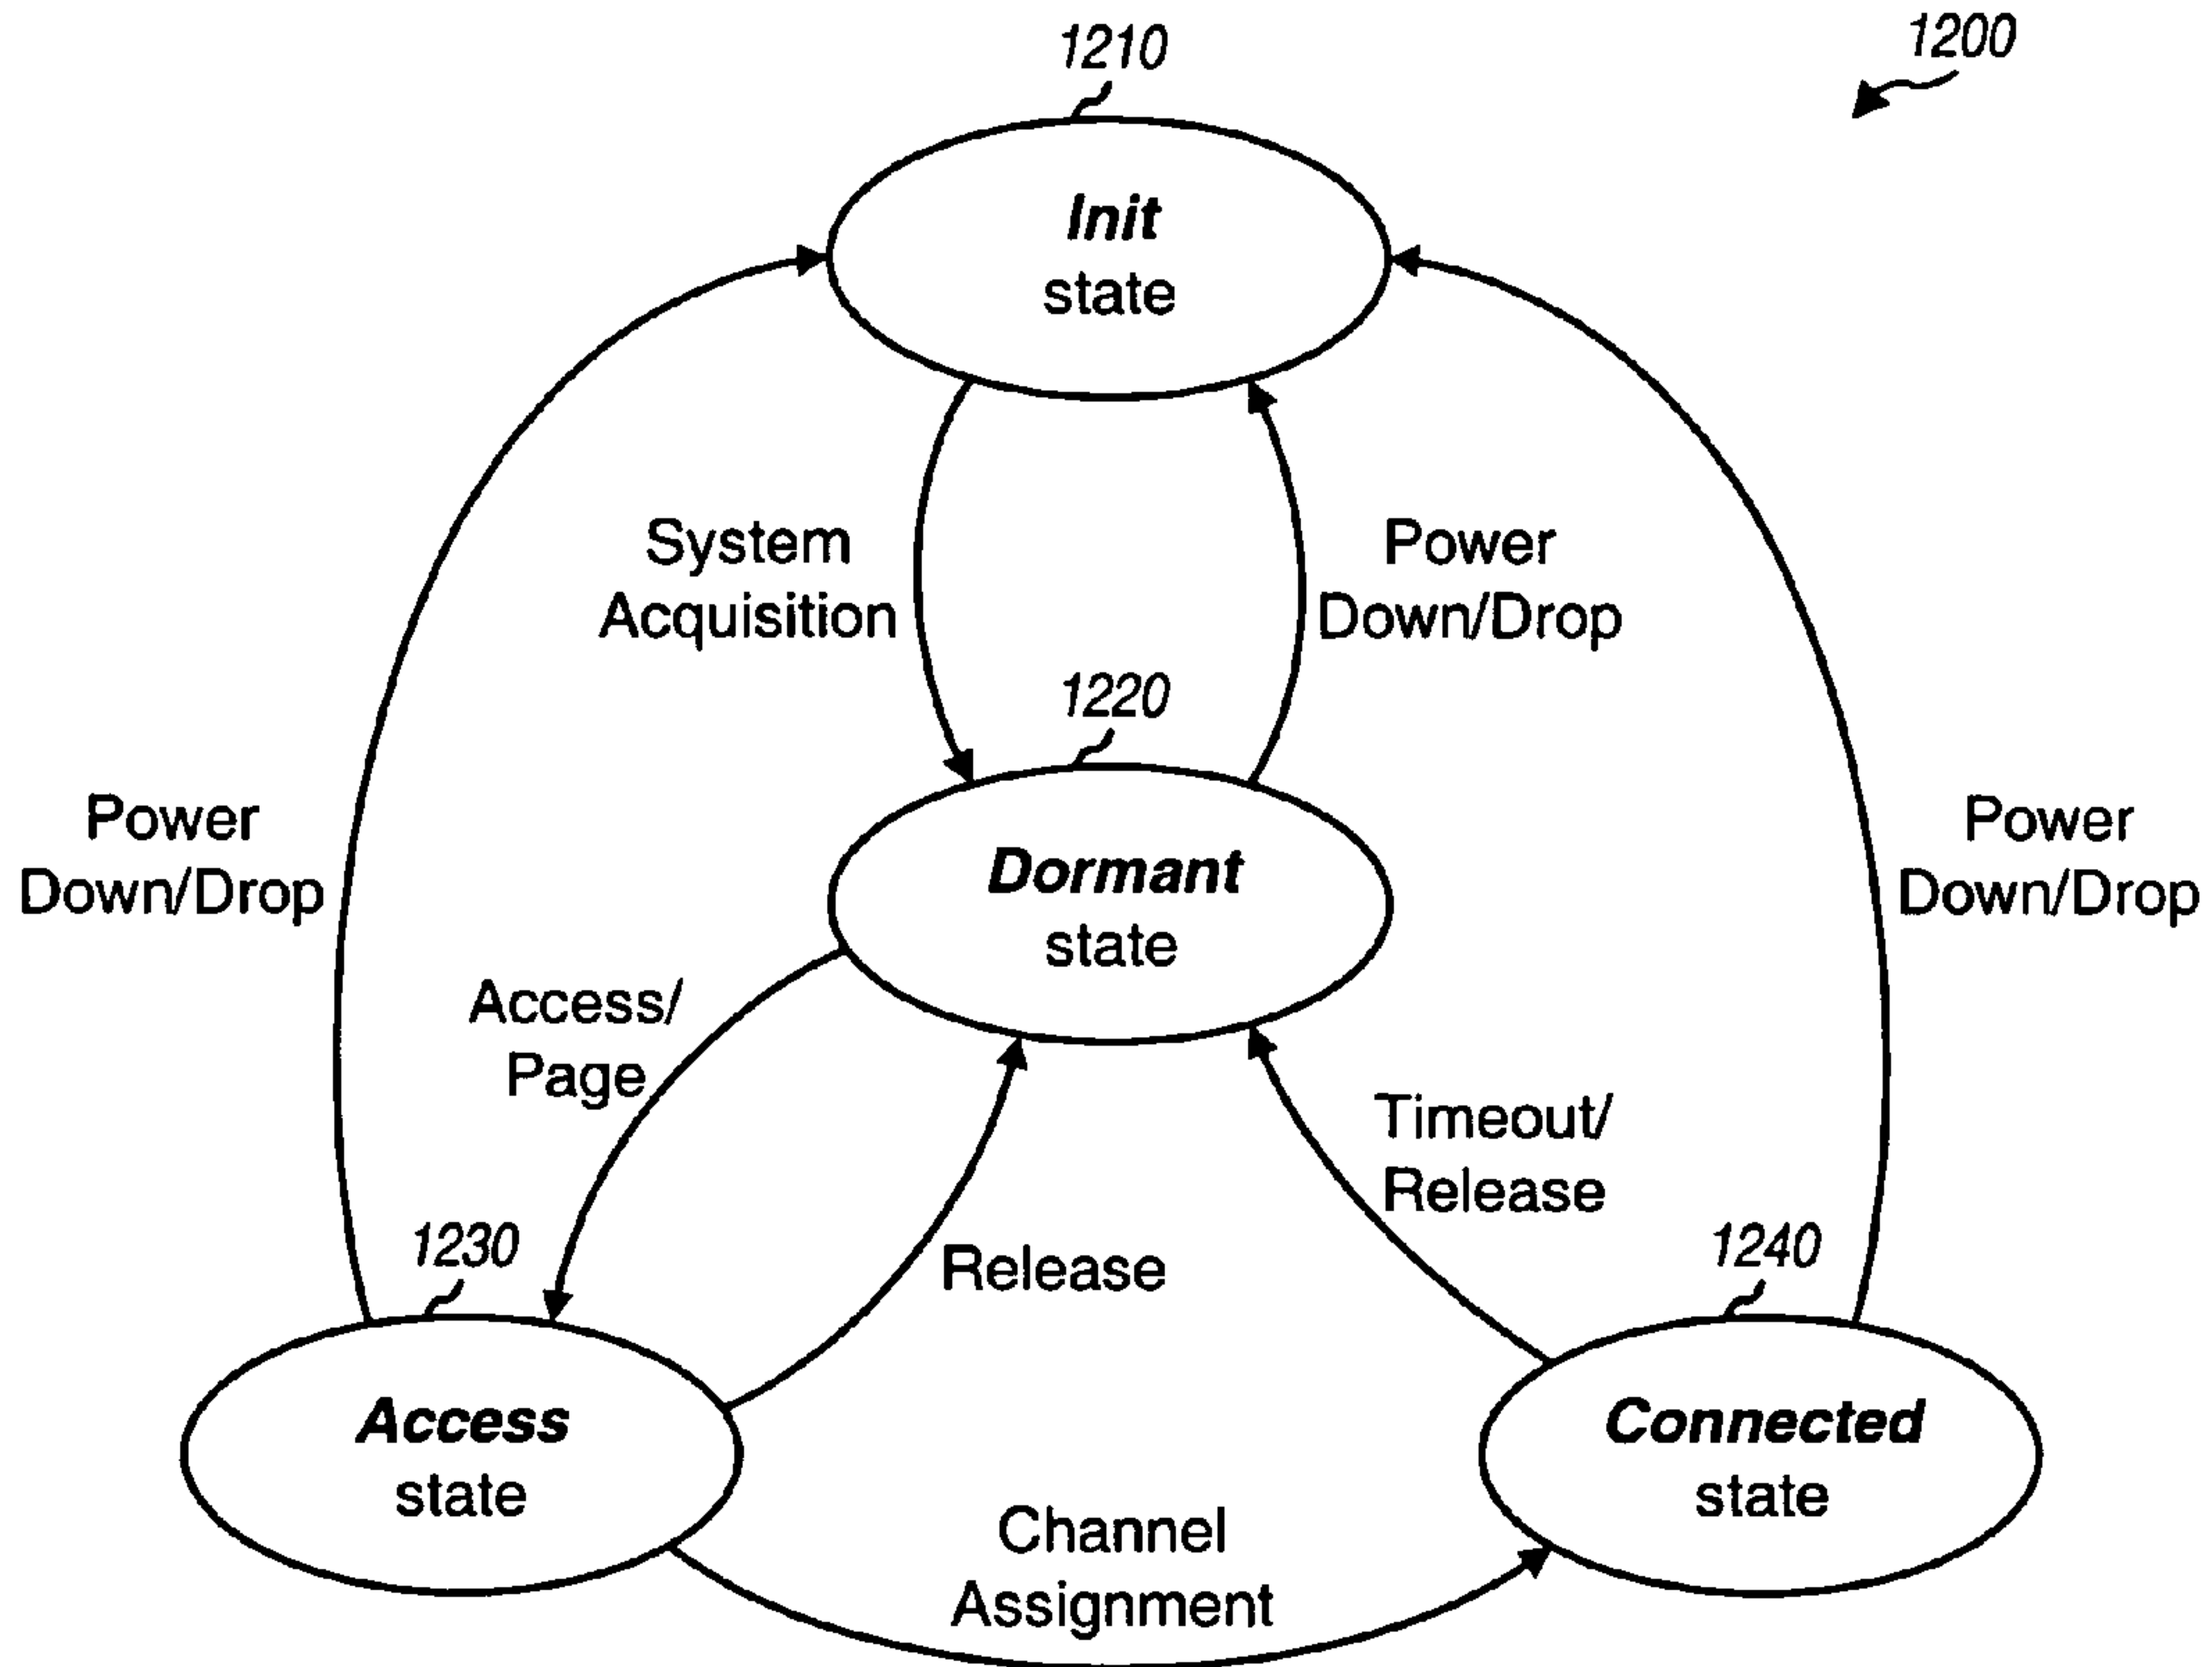 1210
1200
Init
state
System
Acquisition
Power
Down/Drop
1220
Power
Down/Drop
Dormant
state
Power
Down/Drop
Access/
Page
Timeout/
Release
1230
Release
1240
Access
state
Connected
state
Channel
Assignment